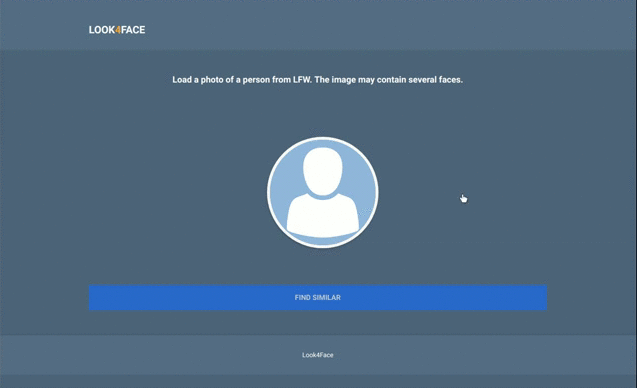 LOOK4FACE
Load a photo of a person from LFW. The image may contain several faces.
FIND SIMILAR
Look4Face